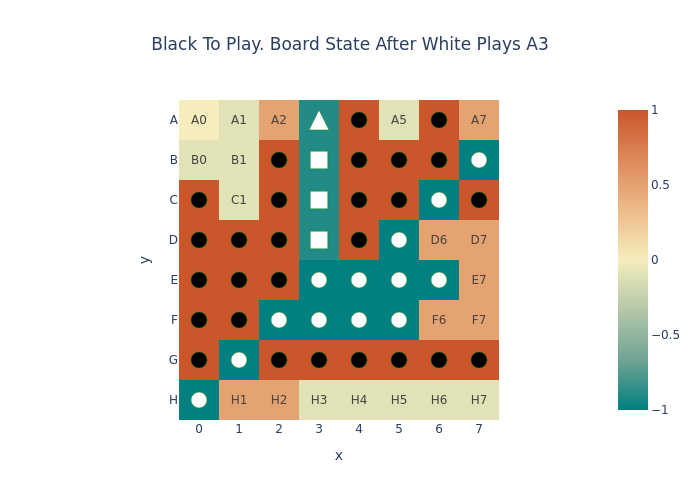 Black To Play. Board State After White Plays A3
A A0 A1 A2 A5 A7 1
B B0 B1
C C1 0.5
D D6 D7
y 0
E E7
F F6 F7 −0.5
G
H H1 H2 H3 H4 H5 H6 H7 −1
0 1 2 3 4 5 6 7
x